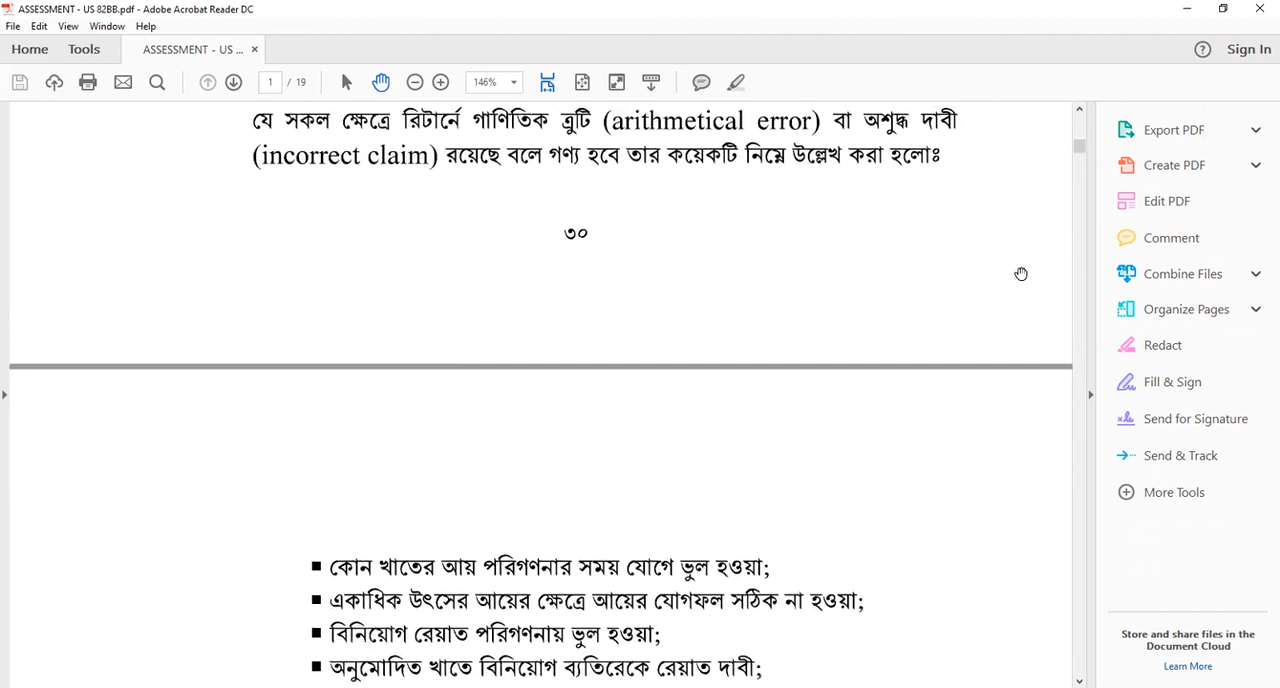 ASSESSMENT - US 82BB.pdf - Adobe Acrobat Reader DC
File Edit View Window Help
Home Tools ASSESSMENT - US ... × Sign In
1 / 19 146%
যে সকল ক্ষেত্রে রিটার্নে গাণিতিক ত্রুটি (arithmetical error) বা অশুদ্ধ দাবী
(incorrect claim) রয়েছে বলে গণ্য হবে তার কয়েকটি নিম্নে উল্লেখ করা হলোঃ
৩০
▪ কোন খাতের আয় পরিগণনার সময় যোগে ভুল হওয়া;
▪ একাধিক উৎসের আয়ের ক্ষেত্রে আয়ের যোগফল সঠিক না হওয়া;
▪ বিনিয়োগ রেয়াত পরিগণনায় ভুল হওয়া;
▪ অনুমোদিত খাতে বিনিয়োগ ব্যতিরেকে রেয়াত দাবী;
Export PDF
Create PDF
Edit PDF
Comment
Combine Files
Organize Pages
Redact
Fill & Sign
Send for Signature
Send & Track
More Tools
Store and share files in the
Document Cloud
Learn More